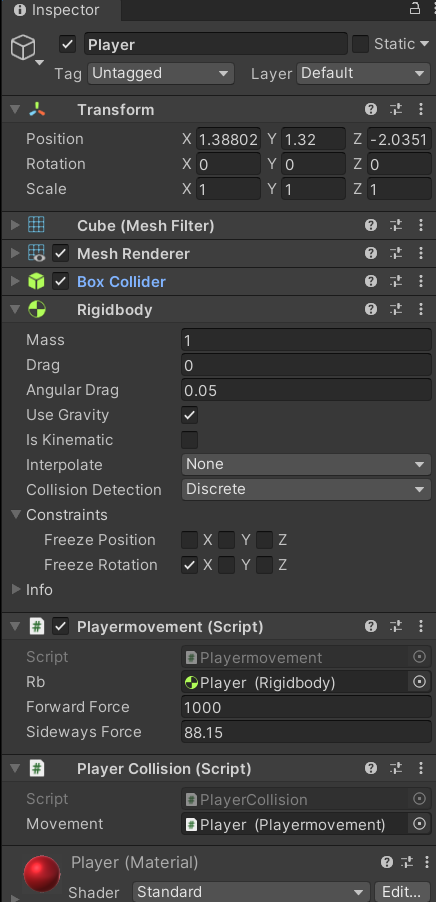 Inspector
Player Static
Tag Untagged Layer Default
Transform
Position X 1.38802 Y 1.32 Z -2.0351
Rotation X 0 Y 0 Z 0
Scale X 1 Y 1 Z 1
Cube (Mesh Filter)
Mesh Renderer
Box Collider
Rigidbody
Mass 1
Drag 0
Angular Drag 0.05
Use Gravity
Is Kinematic
Interpolate None
Collision Detection Discrete
Constraints
Freeze Position X Y Z
Freeze Rotation X Y Z
Info
# Playermovement (Script)
Script # Playermovement
Rb Player (Rigidbody)
Forward Force 1000
Sideways Force 88.15
# Player Collision (Script)
Script # PlayerCollision
Movement # Player (Playermovement)
Player (Material)
Shader Standard Edit...